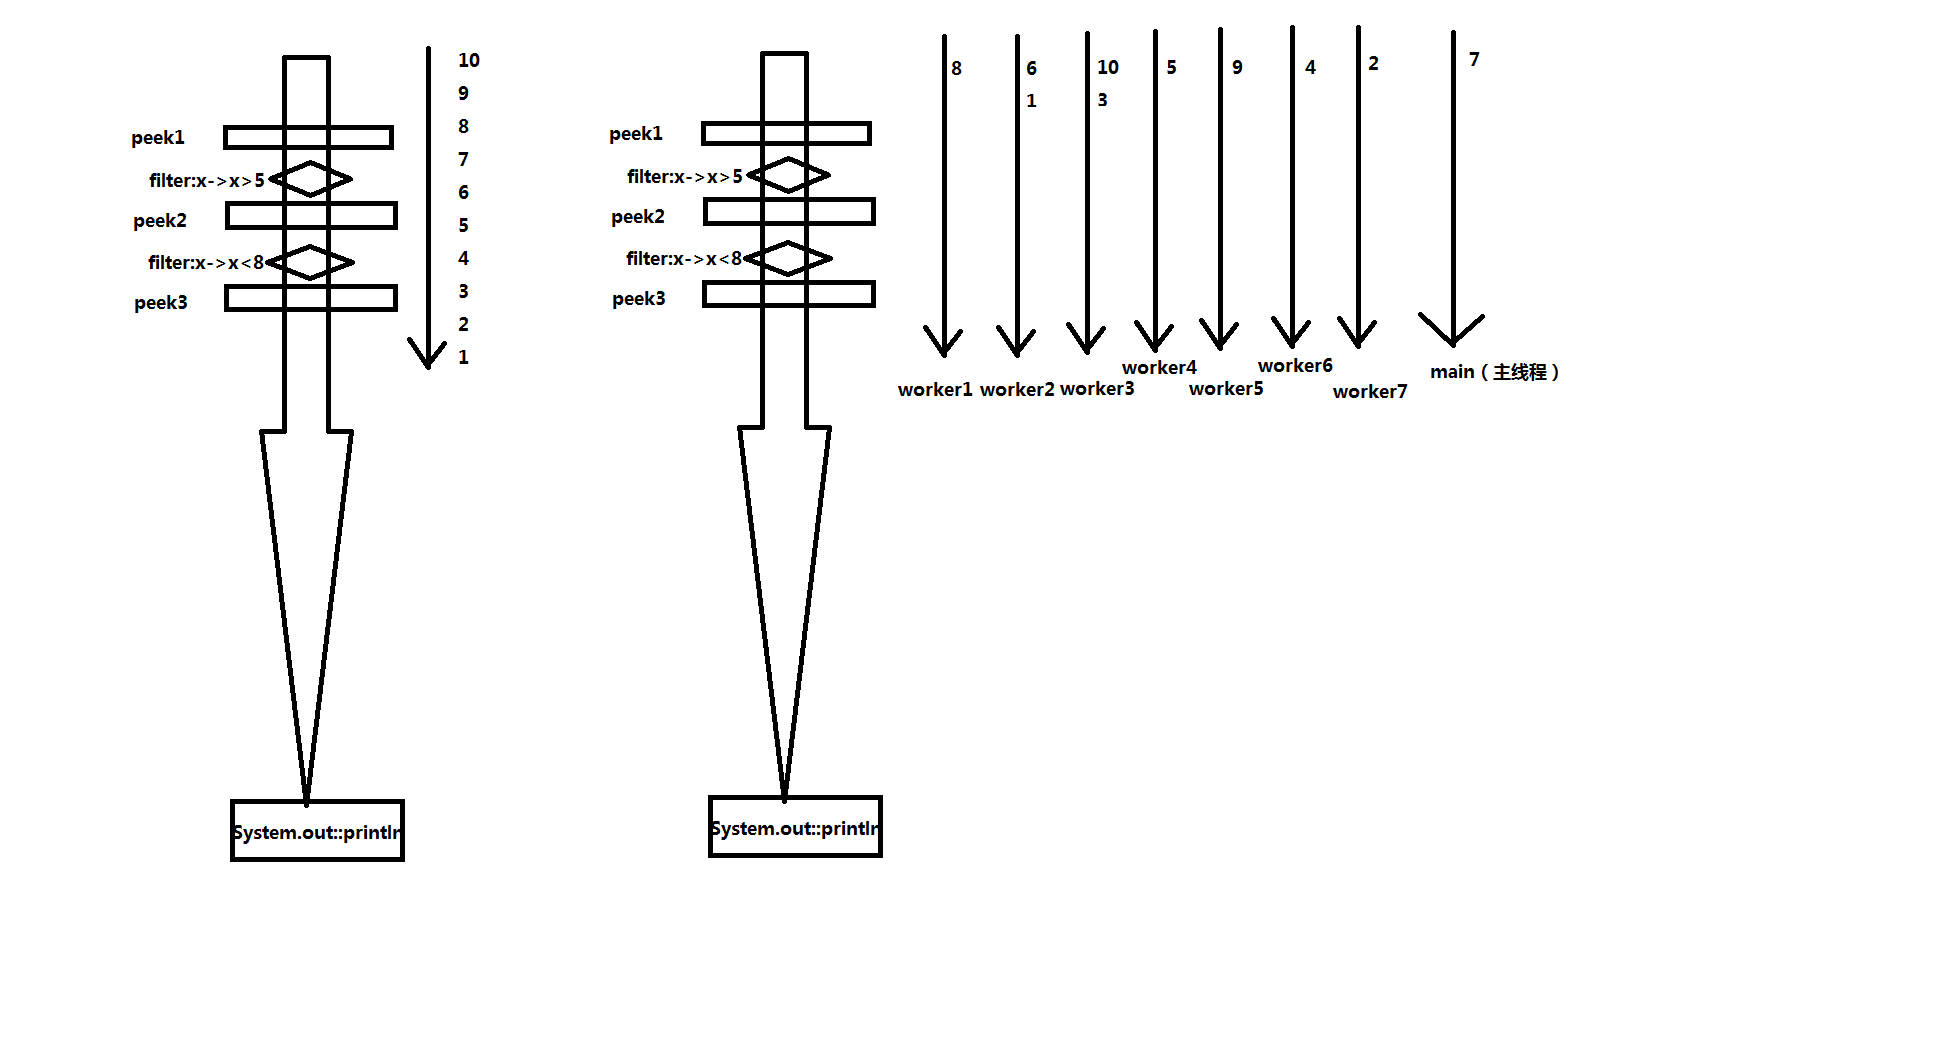 peek1
filter:x->x>5
peek2
filter:x->x<8
peek3
System.out::println
10
9
8
7
6
5
4
3
2
1
peek1
filter:x->x>5
peek2
filter:x->x<8
peek3
System.out::println
8
worker1
6
1
worker2
10
3
worker3
5
worker4
9
worker5
4
worker6
2
worker7
7
main（主线程）